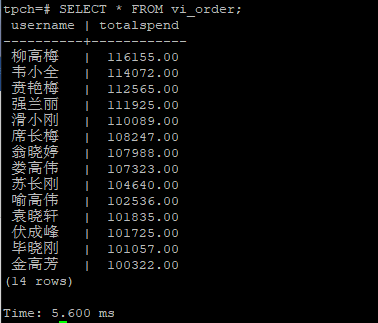 tpch=# SELECT * FROM vi_order;
username | totalspend
----------+------------
柳高梅 | 116155.00
韦小全 | 114072.00
贲艳梅 | 112565.00
强兰丽 | 111925.00
滑小刚 | 110089.00
席长梅 | 108247.00
翁晓婷 | 107988.00
娄高伟 | 107323.00
苏长刚 | 104640.00
喻高伟 | 102536.00
袁晓轩 | 101835.00
伏成峰 | 101725.00
毕晓刚 | 101057.00
金高芳 | 100322.00
(14 rows)
Time: 5.600 ms